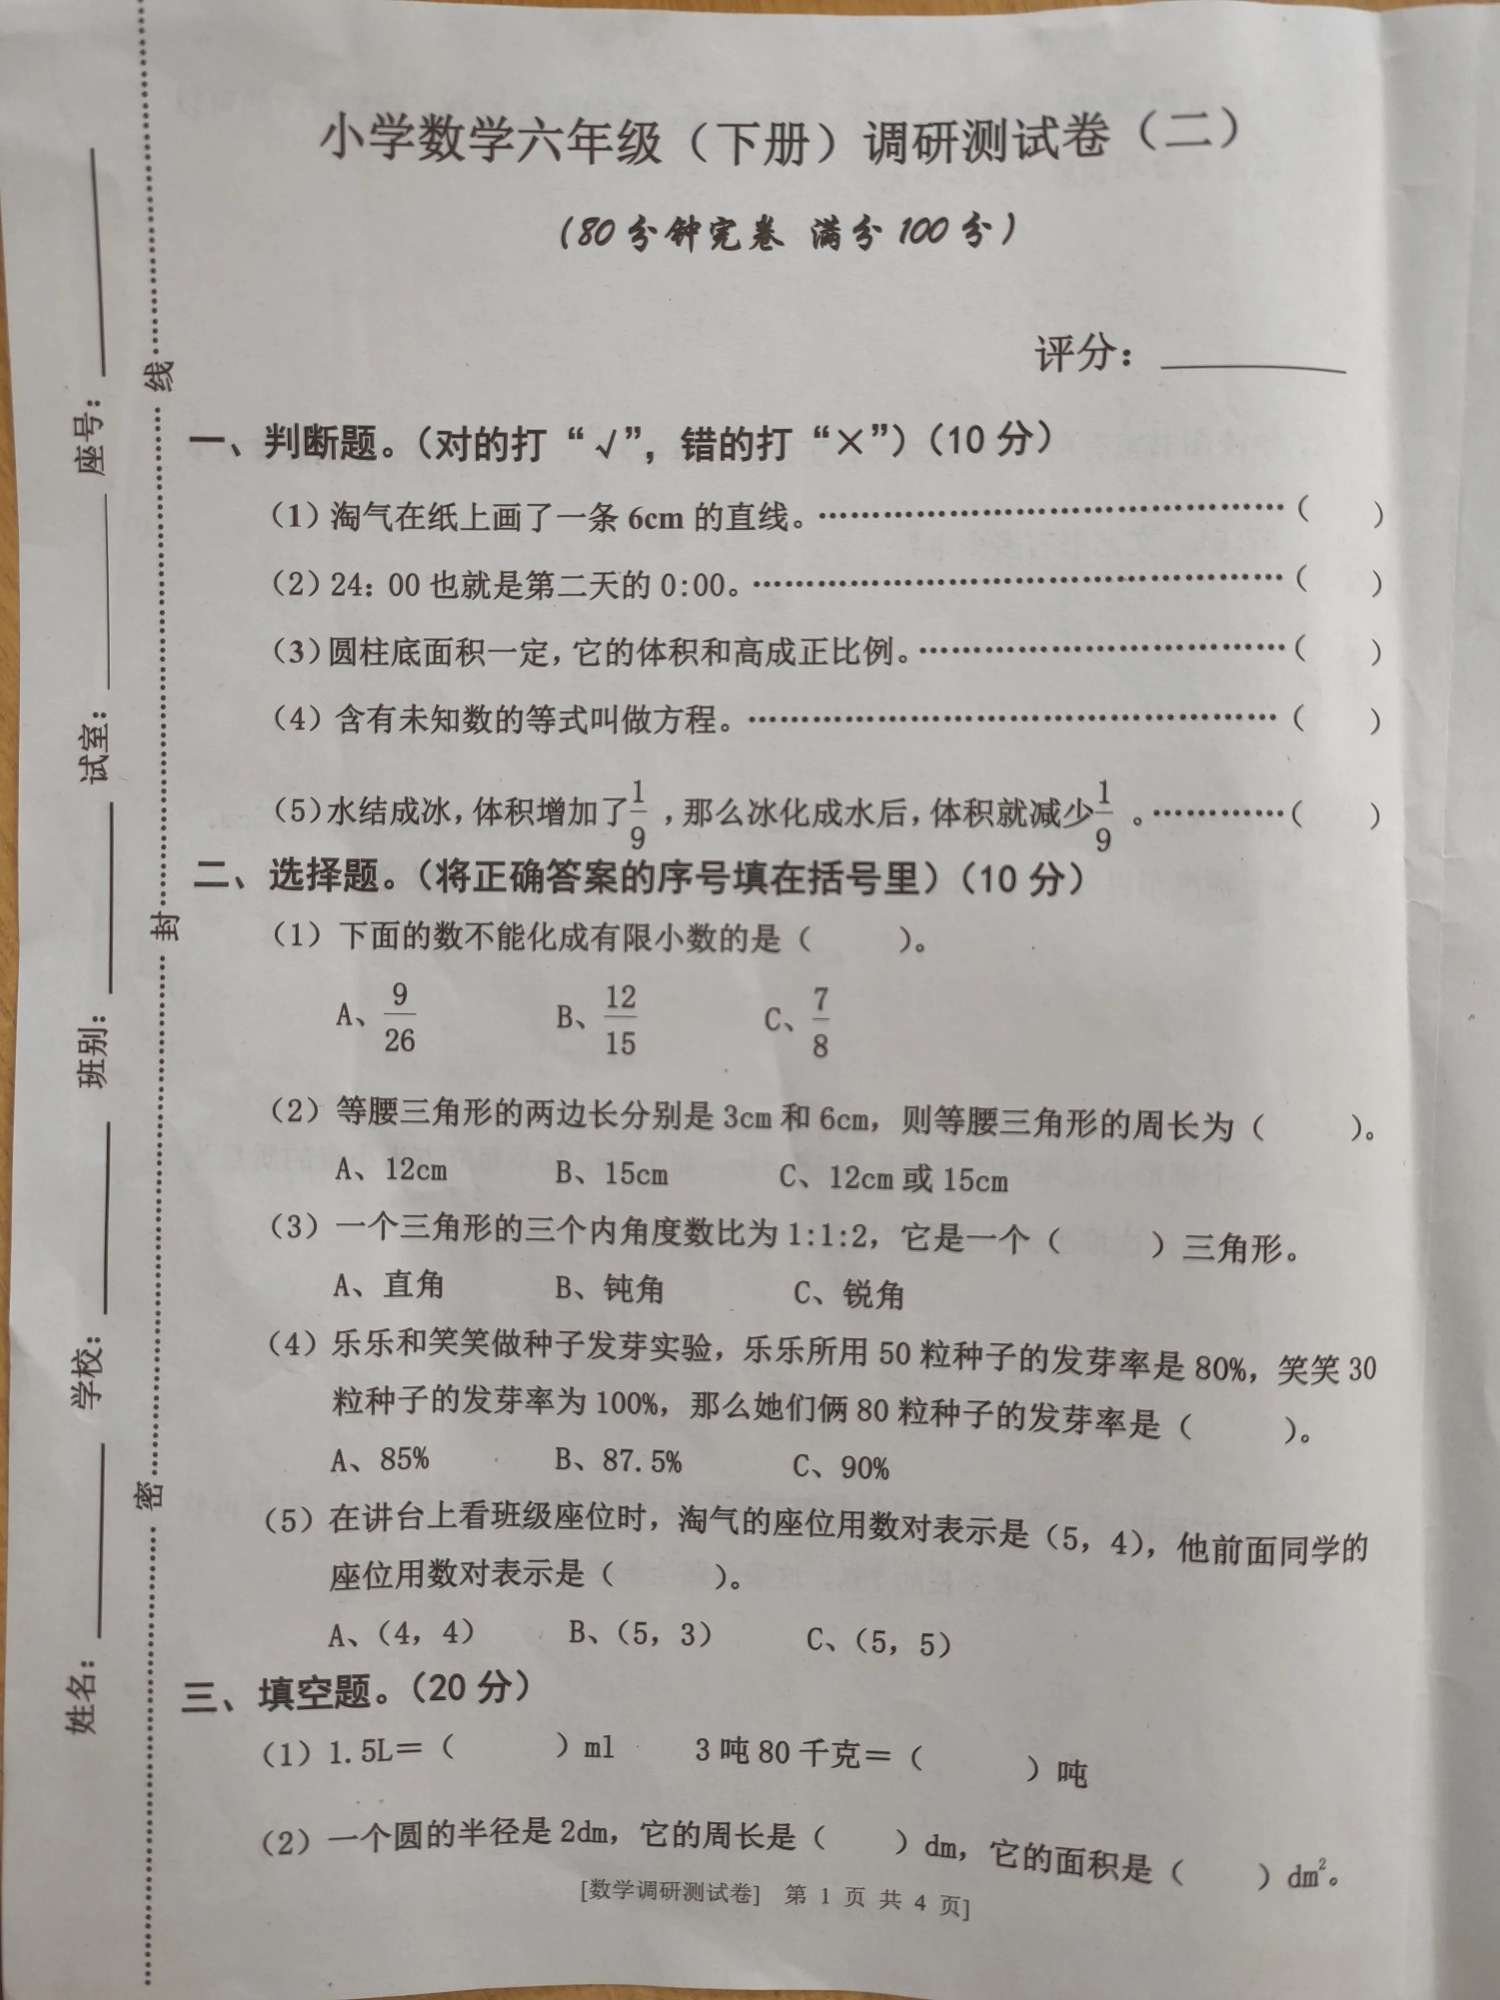 小学数学六年级（下册）调研测试卷（二）
（80分钟完卷 满分100分）
评分：
一、判断题。（对的打“√”，错的打“×”）（10分）
（1）淘气在纸上画了一条6cm的直线。…………………………………（ ）
（2）24：00也就是第二天的0:00。…………………………………（ ）
（3）圆柱底面积一定，它的体积和高成正比例。…………………………（ ）
（4）含有未知数的等式叫做方程。…………………………………（ ）
（5）水结成冰，体积增加了1/9，那么冰化成水后，体积就减少1/9。…………（ ）
二、选择题。（将正确答案的序号填在括号里）（10分）
（1）下面的数不能化成有限小数的是（ ）。
A、9/26 B、12/15 C、7/8
（2）等腰三角形的两边长分别是3cm和6cm，则等腰三角形的周长为（ ）。
A、12cm B、15cm C、12cm或15cm
（3）一个三角形的三个内角度数比为1:1:2，它是一个（ ）三角形。
A、直角 B、钝角 C、锐角
（4）乐乐和笑笑做种子发芽实验，乐乐所用50粒种子的发芽率是80%，笑笑30
粒种子的发芽率为100%，那么她们俩80粒种子的发芽率是（ ）。
A、85% B、87.5% C、90%
（5）在讲台上看班级座位时，淘气的座位用数对表示是（5，4），他前面同学的
座位用数对表示是（ ）。
A、（4，4） B、（5，3） C、（5，5）
三、填空题。（20分）
（1）1.5L＝（ ）ml 3吨80千克＝（ ）吨
（2）一个圆的半径是2dm，它的周长是（ ）dm，它的面积是（ ）dm²。
[数学调研测试卷] 第 1 页 共 4 页]
姓名： 学校： 班别： 试室： 座号：
密 封 线